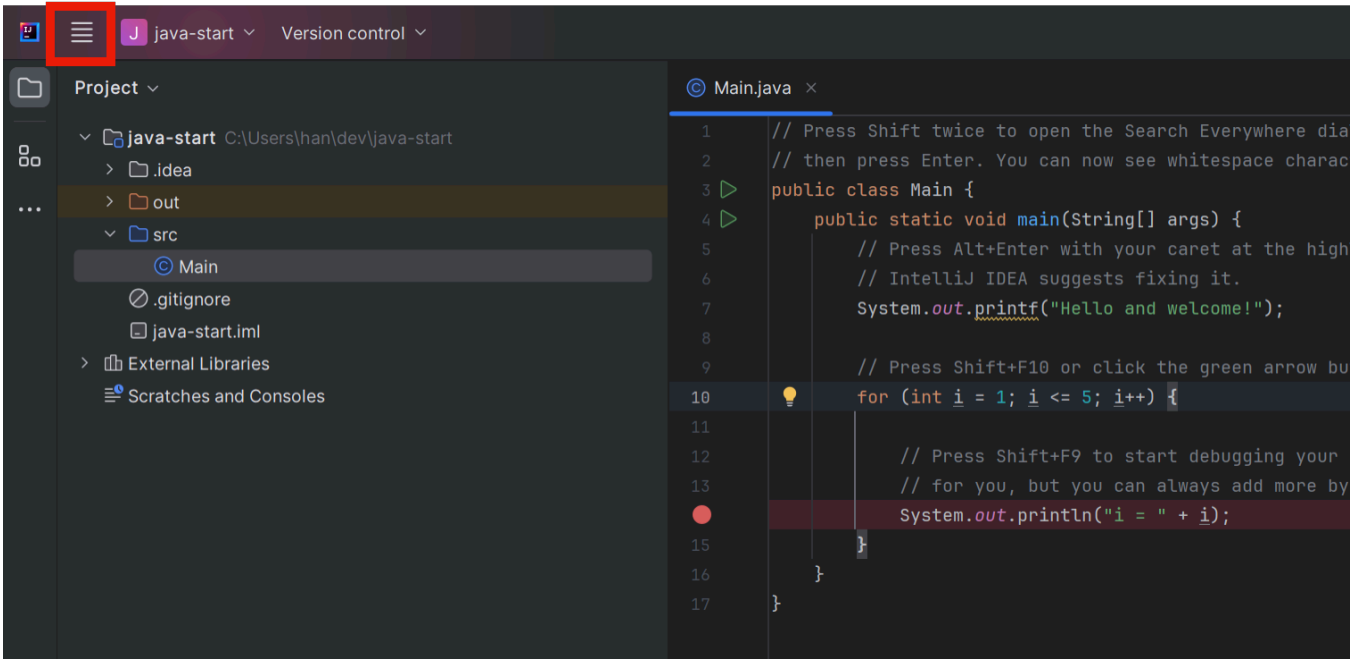 IJ
J java-start Version control
Project
java-start C:\Users\han\dev\java-start
.idea
out
src
C Main
.gitignore
java-start.iml
External Libraries
Scratches and Consoles
C Main.java ×
1 // Press Shift twice to open the Search Everywhere dia
2 // then press Enter. You can now see whitespace charac
3 public class Main {
4 public static void main(String[] args) {
5 // Press Alt+Enter with your caret at the high
6 // IntelliJ IDEA suggests fixing it.
7 System.out.printf("Hello and welcome!");
8
9 // Press Shift+F10 or click the green arrow bu
10 for (int i = 1; i <= 5; i++) {
11
12 // Press Shift+F9 to start debugging your
13 // for you, but you can always add more by
System.out.println("i = " + i);
15 }
16 }
17 }